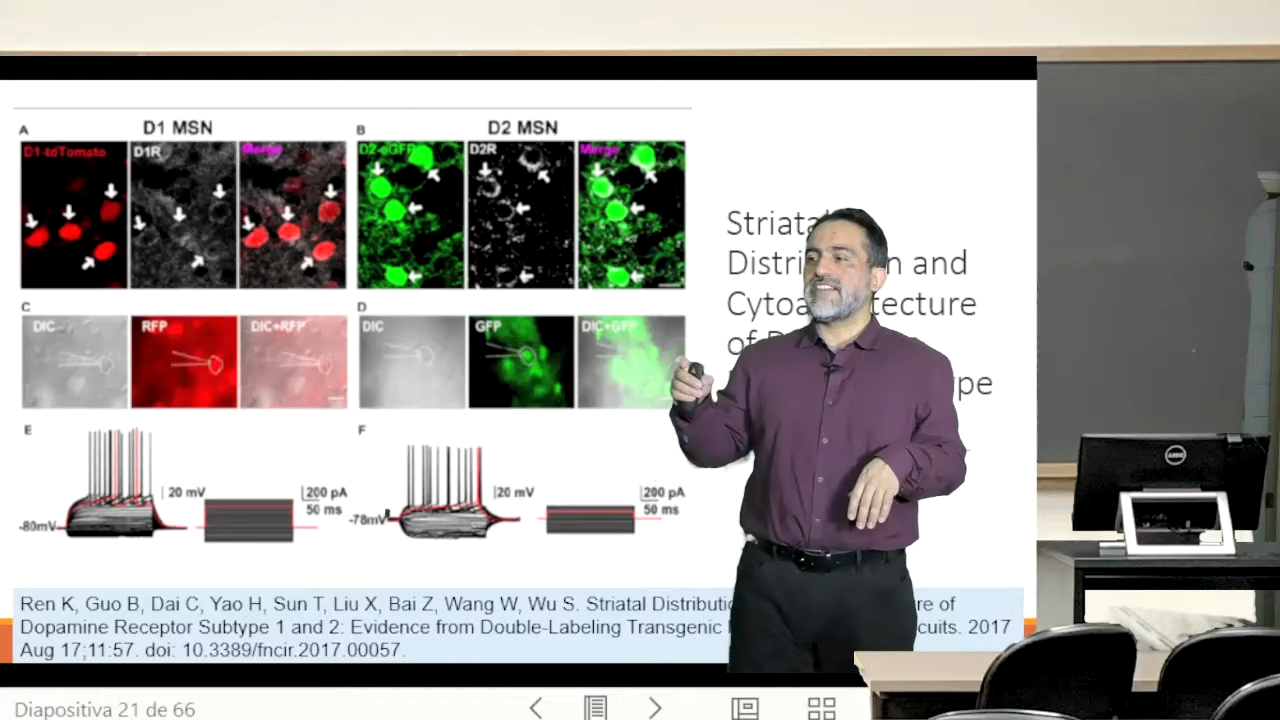 D1 MSN
D2 MSN
A
B
D1-tdTomato
D1R
Merge
D2-eGFP
D2R
Merge
C
D
DIC
RFP
DIC+RFP
DIC
GFP
DIC+GFP
E
F
20 mV
200 pA
50 ms
-80mV
20 mV
200 pA
50 ms
-78mV
Striatal
Distri n and
Cytoa tecture
of
pe
Ren K, Guo B, Dai C, Yao H, Sun T, Liu X, Bai Z, Wang W, Wu S. Striatal Distributi re of
Dopamine Receptor Subtype 1 and 2: Evidence from Double-Labeling Transgenic cuits. 2017
Aug 17;11:57. doi: 10.3389/fncir.2017.00057.
Diapositiva 21 de 66
DELL